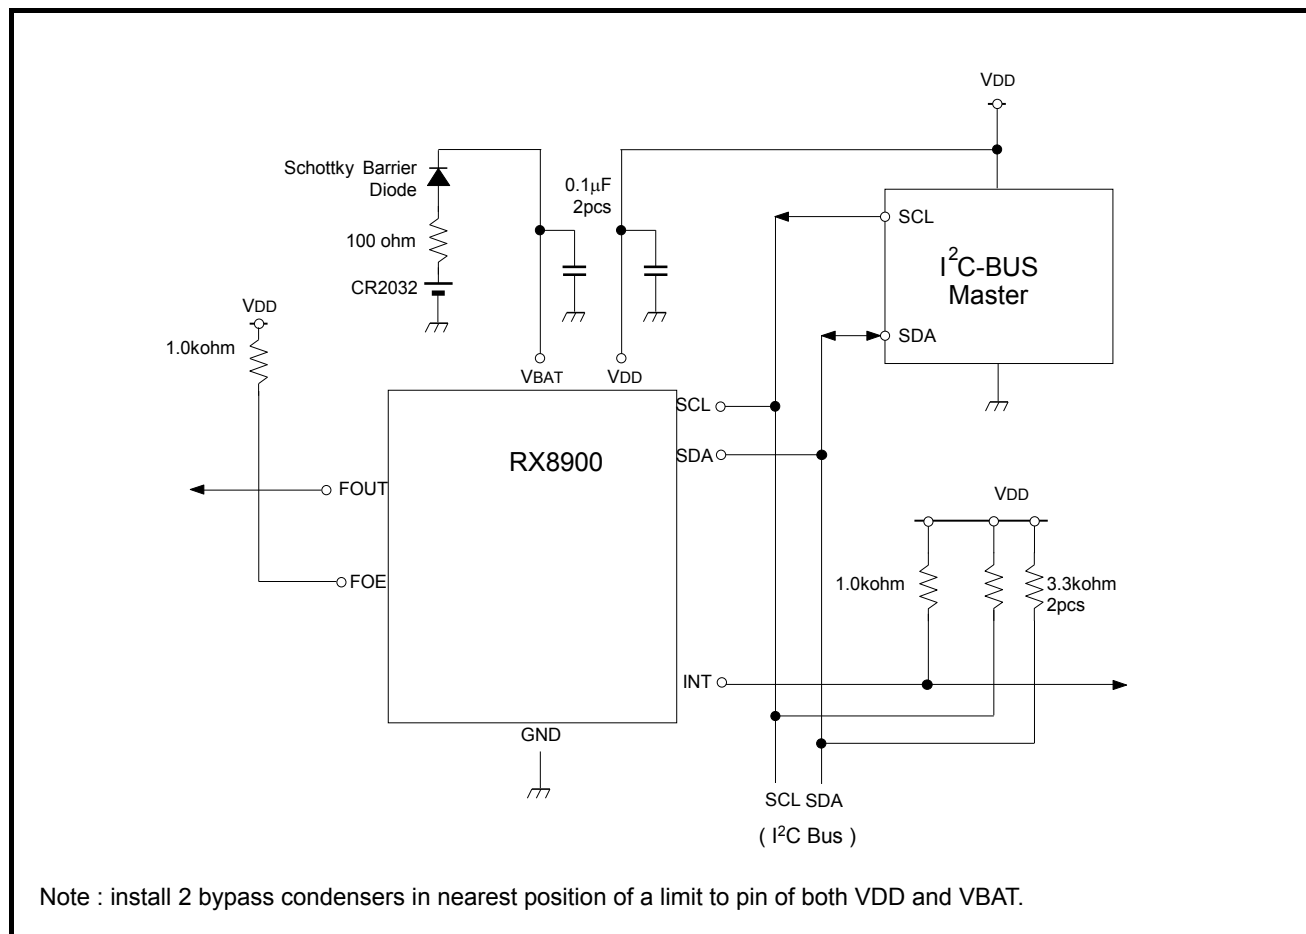 VDD
Schottky Barrier
Diode
0.1μF
2pcs
SCL
100 ohm
I²C-BUS
Master
CR2032
VDD
SDA
1.0kohm
VBAT
VDD
SCL
RX8900
SDA
FOUT
VDD
FOE
1.0kohm
3.3kohm
2pcs
INT
GND
SCL SDA
( I²C Bus )
Note : install 2 bypass condensers in nearest position of a limit to pin of both VDD and VBAT.